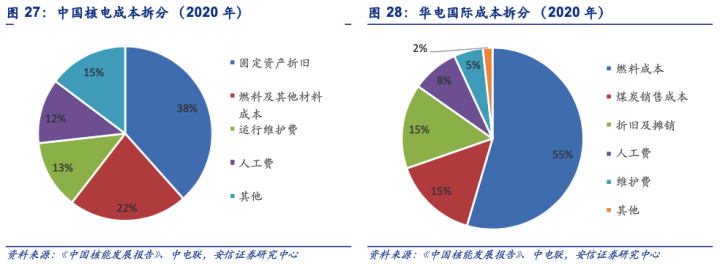 图 27：中国核电成本拆分（2020 年）
38%
22%
13%
12%
15%
固定资产折旧
燃料及其他材料
成本
运行维护费
人工费
其他
资料来源：《中国核能发展报告》、中电联，安信证券研究中心
图 28：华电国际成本拆分（2020 年）
55%
15%
15%
8%
5%
2%
燃料成本
煤炭销售成本
折旧及摊销
人工费
维护费
其他
资料来源：《中国核能发展报告》、中电联，安信证券研究中心